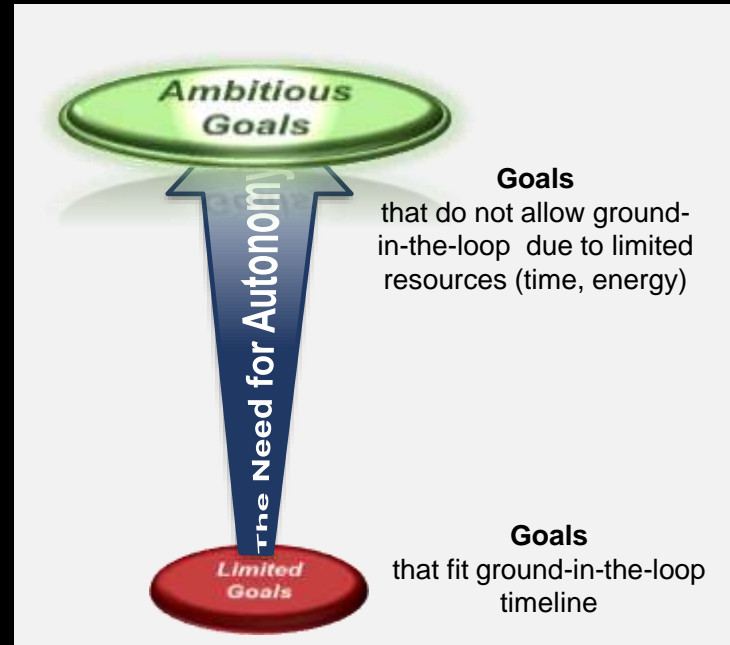 Ambitious
Goals
Goals
that do not allow ground-
in-the-loop due to limited
resources (time, energy)
The Need for Autonomy
Goals
that fit ground-in-the-loop
timeline
Limited
Goals